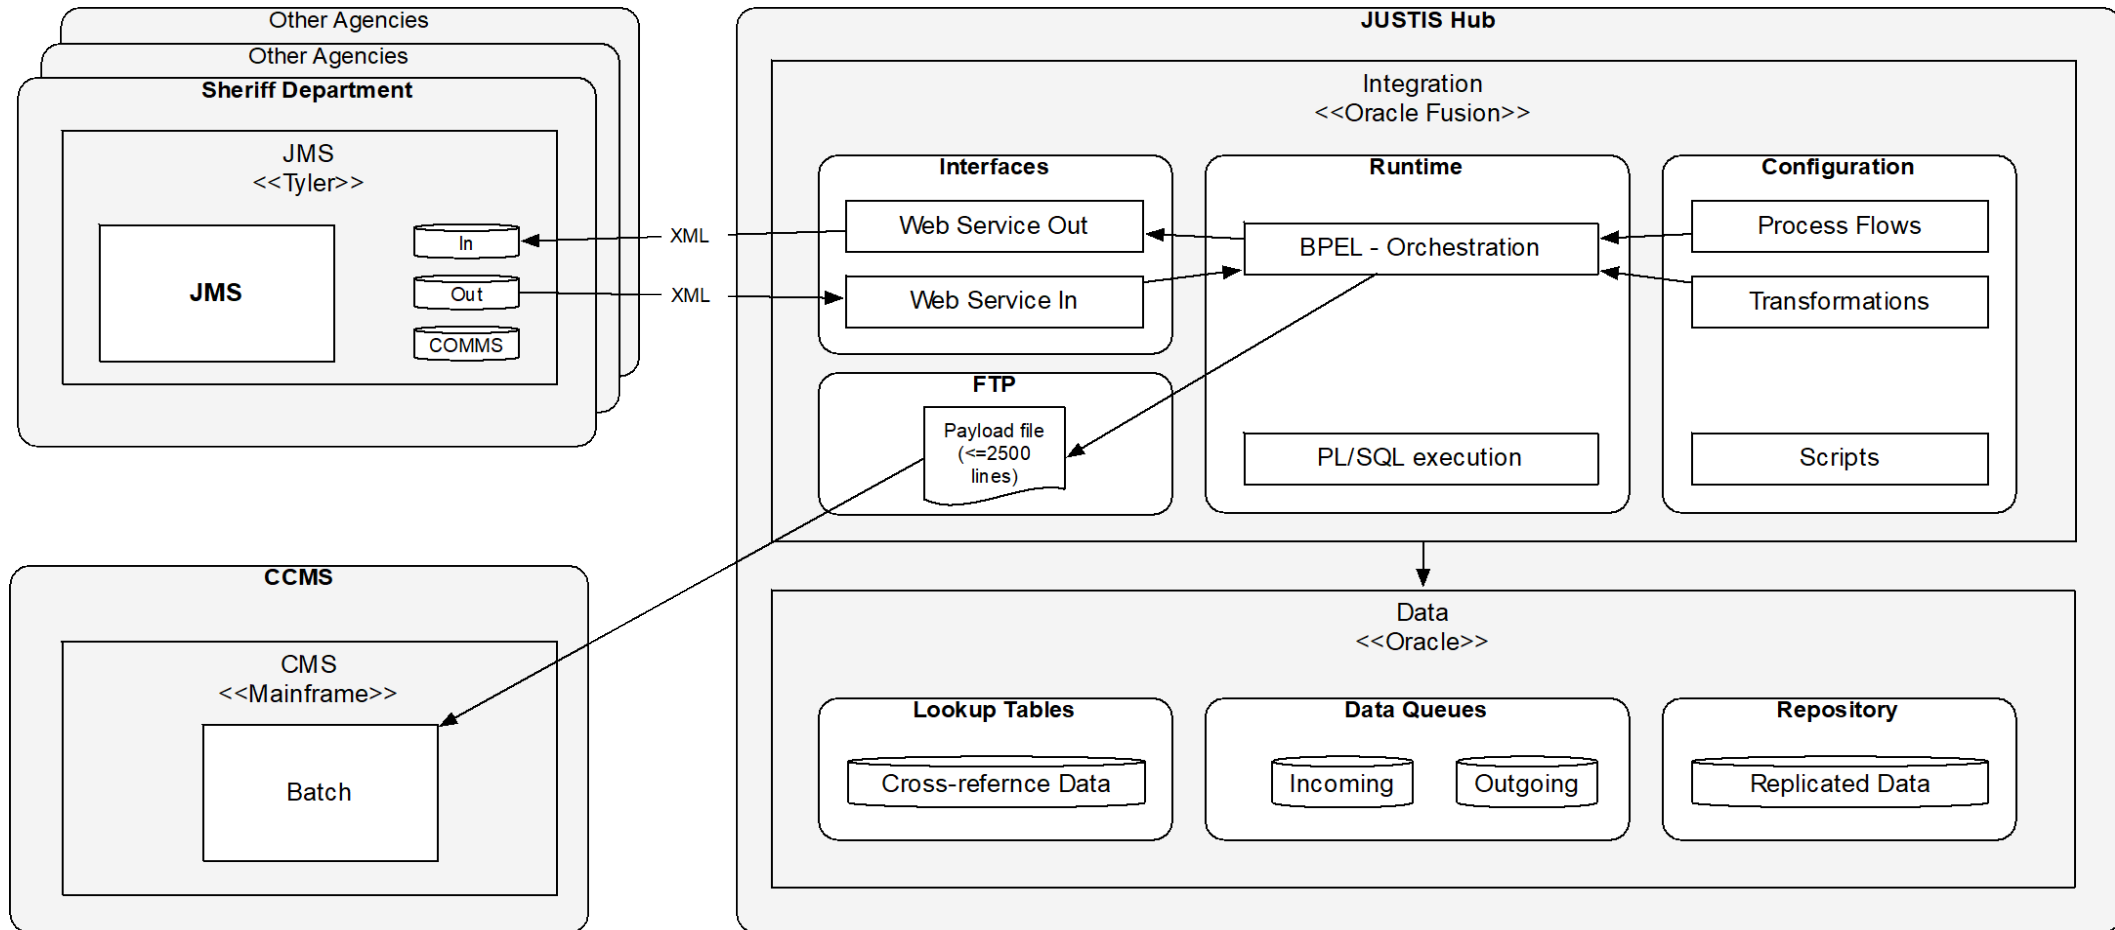 Other Agencies
Other Agencies
Sheriff Department
JMS
<<Tyler>>
JMS
In
Out
COMMS
XML
XML
CCMS
CMS
<<Mainframe>>
Batch
JUSTIS Hub
Integration
<<Oracle Fusion>>
Interfaces
Web Service Out
Web Service In
FTP
Payload file
(<=2500
lines)
Runtime
BPEL - Orchestration
PL/SQL execution
Configuration
Process Flows
Transformations
Scripts
Data
<<Oracle>>
Lookup Tables
Cross-refernce Data
Data Queues
Incoming
Outgoing
Repository
Replicated Data